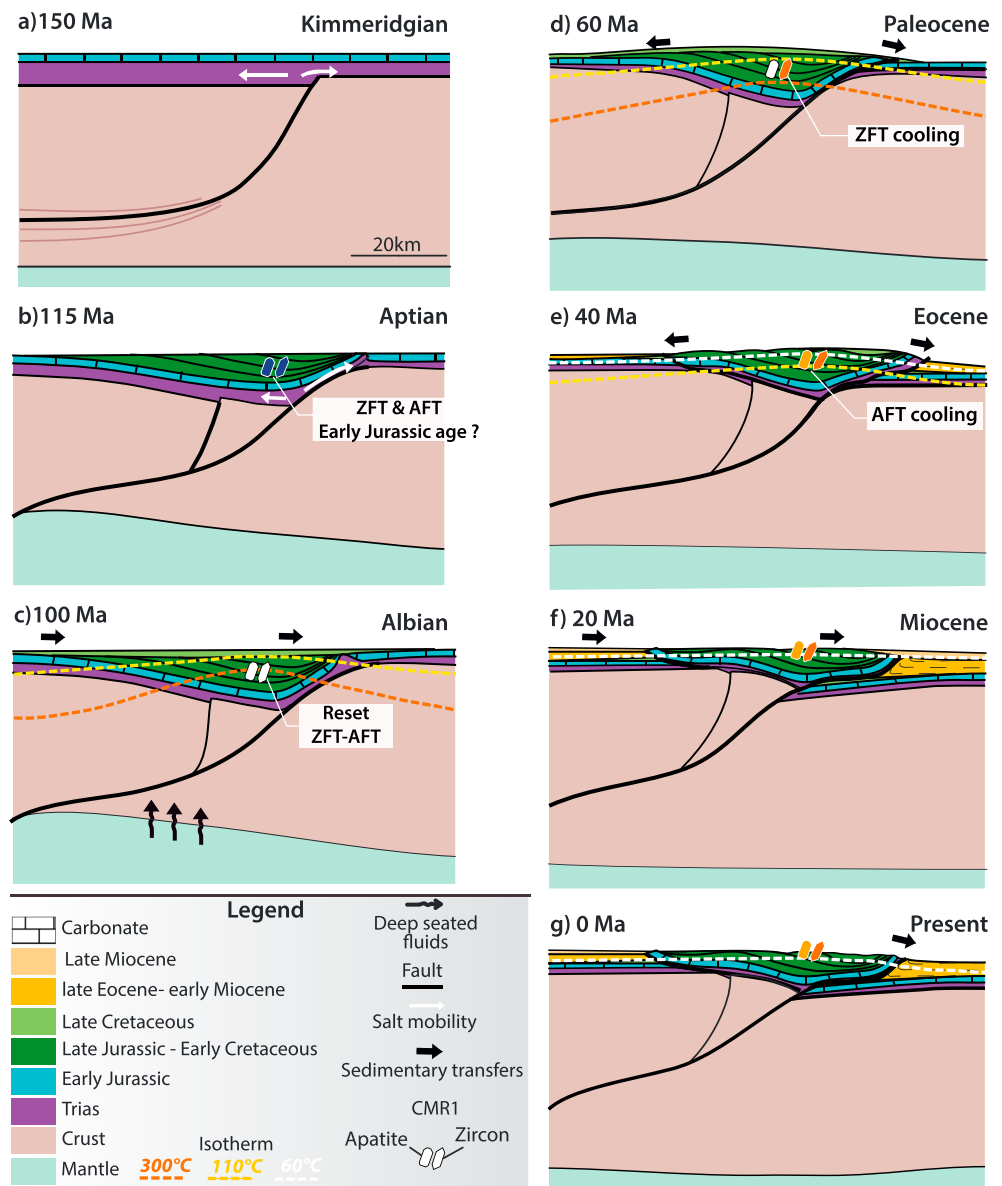 a)150 Ma
Kimmeridgian
20km
b)115 Ma
Aptian
ZFT & AFT
Early Jurassic age ?
c)100 Ma
Albian
Reset
ZFT-AFT
d) 60 Ma
Paleocene
ZFT cooling
e) 40 Ma
Eocene
AFT cooling
f) 20 Ma
Miocene
g) 0 Ma
Present
Legend
Carbonate
Late Miocene
late Eocene- early Miocene
Late Cretaceous
Late Jurassic - Early Cretaceous
Early Jurassic
Trias
Crust
Mantle
Deep seated
fluids
Fault
Salt mobility
Sedimentary transfers
CMR1
Apatite
Zircon
Isotherm
300°C
110°C
60°C